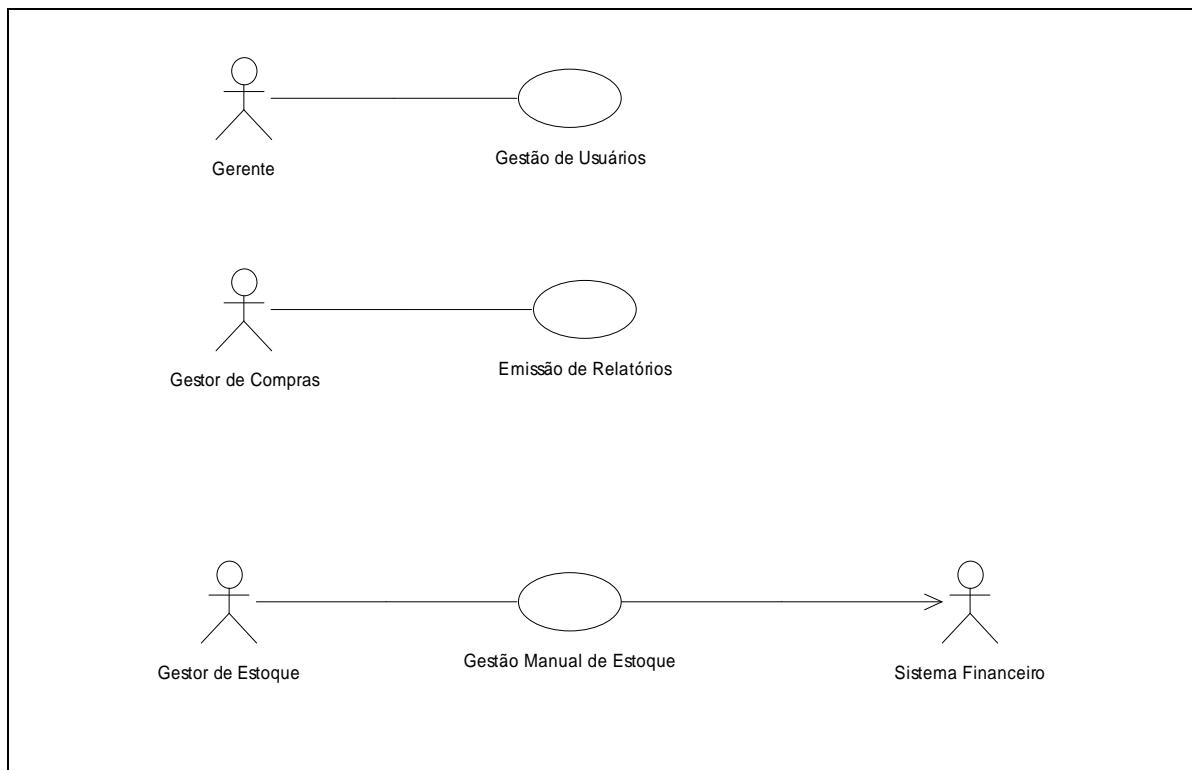 Gerente
Gestão de Usuários
Gestor de Compras
Emissão de Relatórios
Gestor de Estoque
Gestão Manual de Estoque
Sistema Financeiro